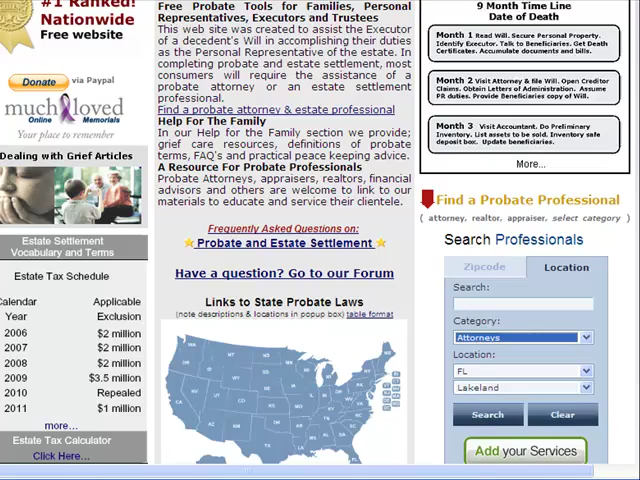 #1 Ranked!
Nationwide
Free website
Donate via Paypal
much loved
Online Memorials
Your place to remember
Dealing with Grief Articles
Estate Settlement
Vocabulary and Terms
Estate Tax Schedule
Calendar Applicable
Year Exclusion
2006 $2 million
2007 $2 million
2008 $2 million
2009 $3.5 million
2010 Repealed
2011 $1 million
more...
Estate Tax Calculator
Click Here...
Free Probate Tools for Families, Personal
Representatives, Executors and Trustees
This web site was created to assist the Executor
of a decedent's Will in accomplishing their duties
as the Personal Representative of the estate. In
completing probate and estate settlement, most
consumers will require the assistance of a
probate attorney or an estate settlement
professional.
Find a probate attorney & estate professional
Help For The Family
In our Help for the Family section we provide;
grief care resources, definitions of probate
terms, FAQ's and practical peace keeping advice.
A Resource For Probate Professionals
Probate Attorneys, appraisers, realtors, financial
advisors and others are welcome to link to our
materials to educate and service their clientele.
Frequently Asked Questions on:
Probate and Estate Settlement
Have a question? Go to our Forum
Links to State Probate Laws
(note descriptions & locations in popup box) table format
9 Month Time Line
Date of Death
Month 1 Read Will. Secure Personal Property.
Identify Executor. Talk to Beneficiaries. Get Death
Certificates. Accumulate documents and bills.
Month 2 Visit Attorney & file Will. Open Creditor
Claims. Obtain Letters of Administration. Assume
PR duties. Provide Beneficiaries copy of Will.
Month 3 Visit Accountant. Do Preliminary
Inventory. List assets to be sold. Inventory safe
deposit box. Update beneficiaries.
More...
Find a Probate Professional
( attorney, realtor, appraiser, select category )
Search Professionals
Zipcode Location
Search:
Category:
Attorneys
Location:
FL
Lakeland
Search Clear
Add your Services